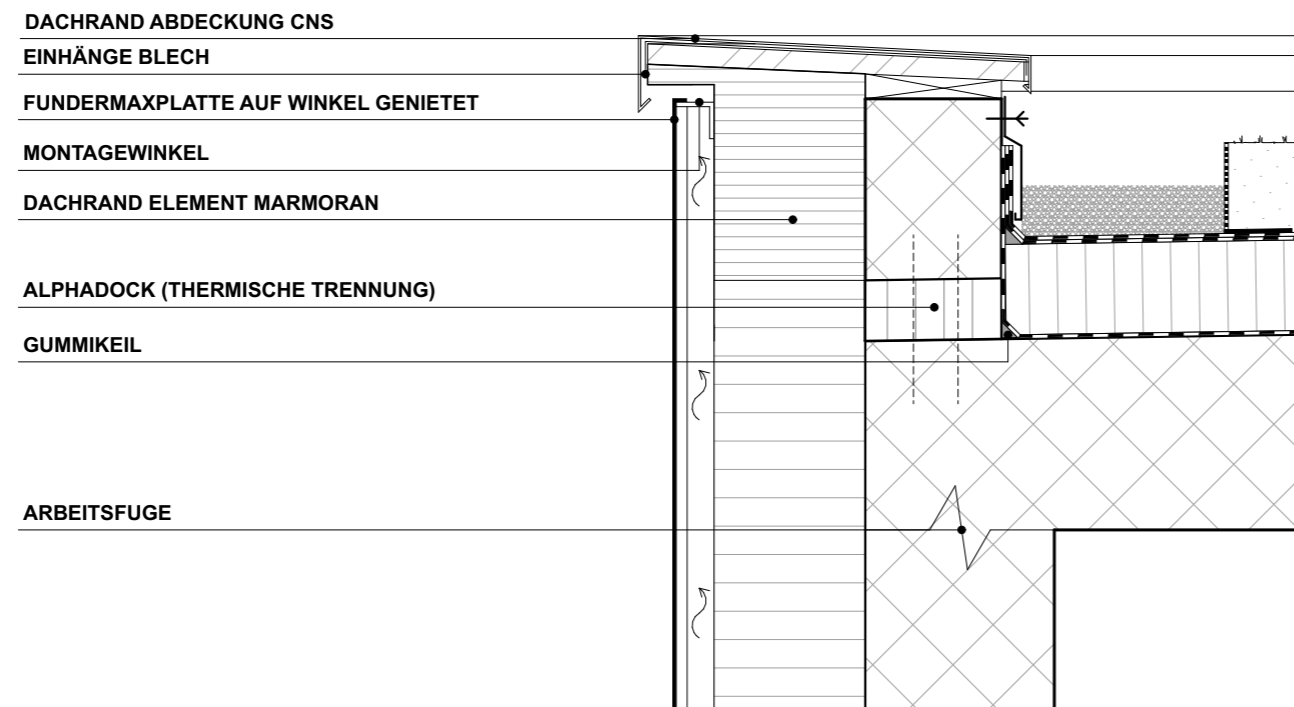 DACHRAND ABDECKUNG CNS
EINHÄNGE BLECH
FUNDERMAXPLATTE AUF WINKEL GENIETET
MONTAGEWINKEL
DACHRAND ELEMENT MARMORAN
ALPHADOCK (THERMISCHE TRENNUNG)
GUMMIKEIL
ARBEITSFUGE